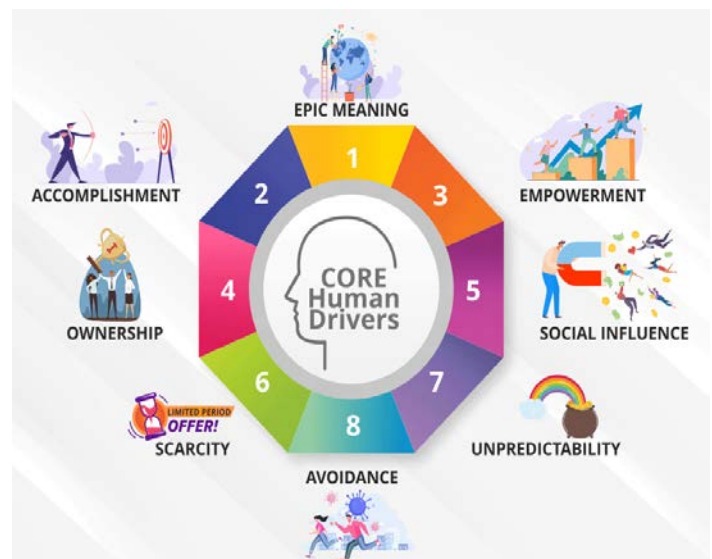 EPIC MEANING
1
2
3
ACCOMPLISHMENT
EMPOWERMENT
CORE
Human
Drivers
4
5
OWNERSHIP
SOCIAL INFLUENCE
6
7
LIMITED PERIOD
OFFER!
SCARCITY
8
UNPREDICTABILITY
AVOIDANCE